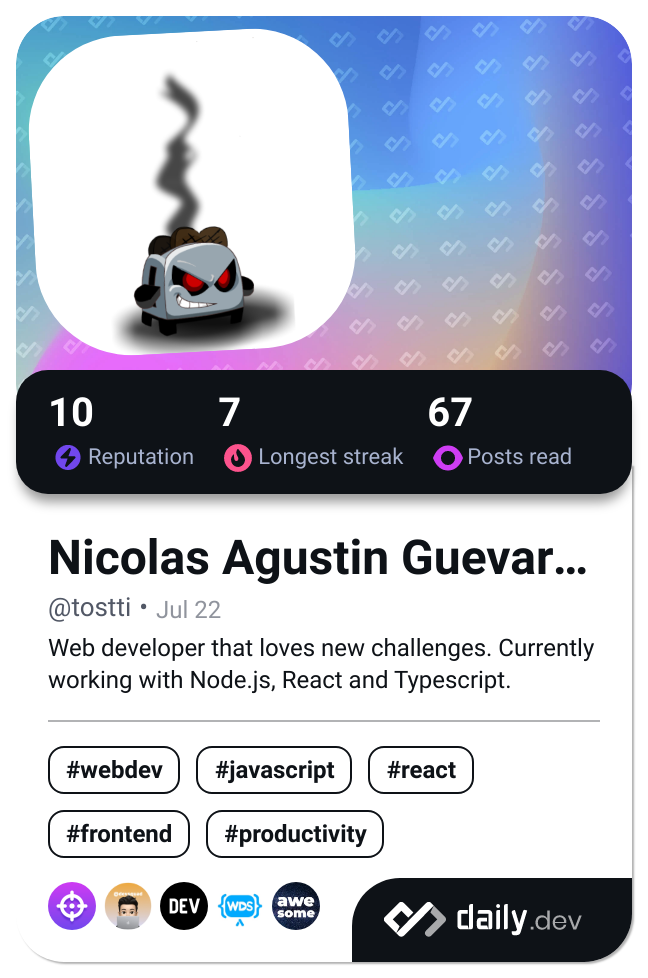 10 7 67
Reputation Longest streak Posts read
Nicolas Agustin Guevar...
@tostti • Jul 22
Web developer that loves new challenges. Currently
working with Node.js, React and Typescript.
#webdev #javascript #react
#frontend #productivity
DEV WDS awe
some
daily.dev